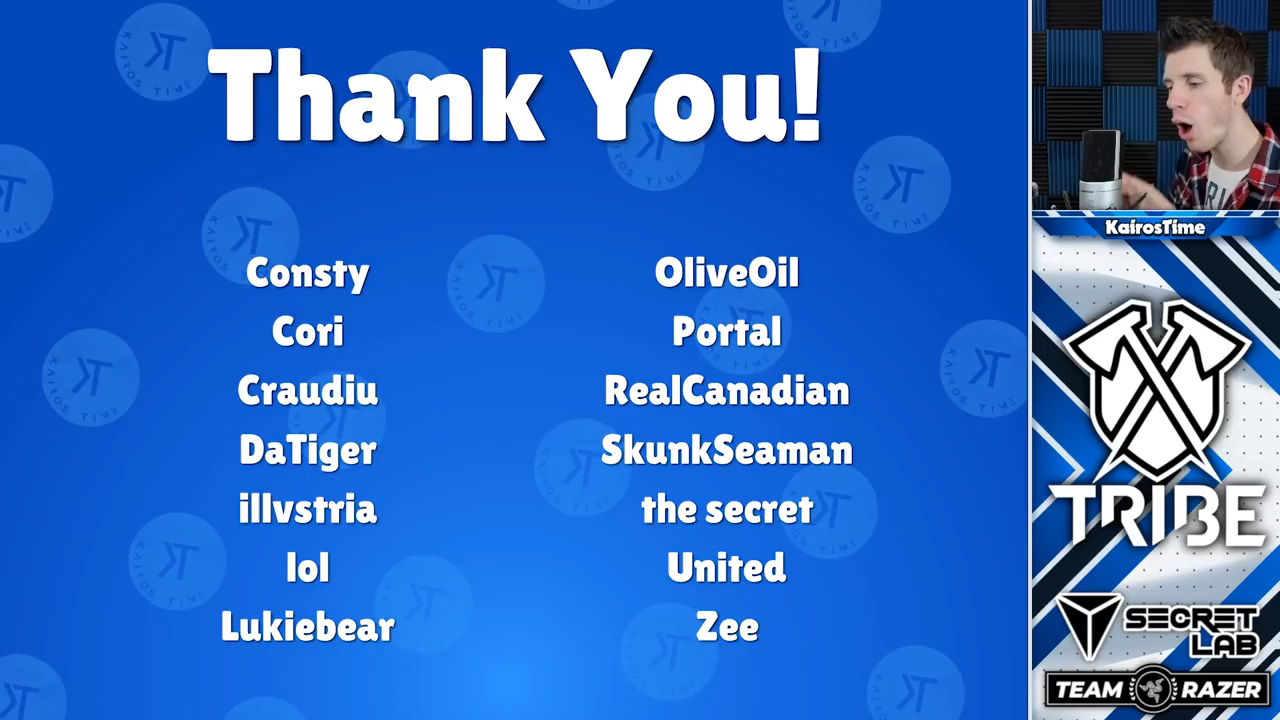 Thank You!
Consty
Cori
Craudiu
DaTiger
illvstria
lol
Lukiebear
OliveOil
Portal
RealCanadian
SkunkSeaman
the secret
United
Zee
KairosTime
TRIBE
SECRET
LAB
TEAM RAZER